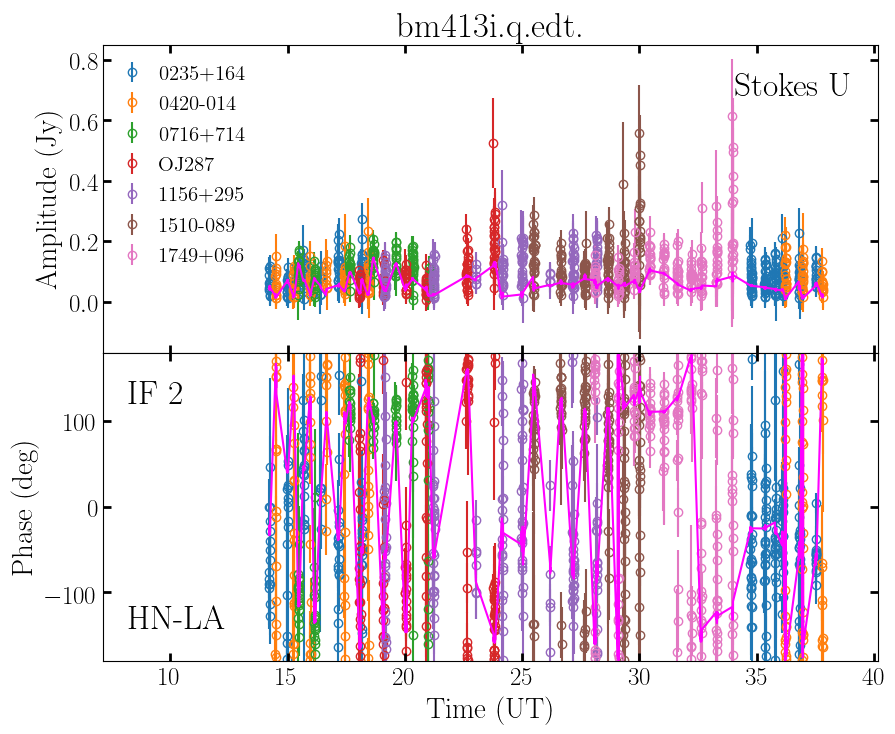 bm413i.q.edt.
0.8
0.6
0.4
0.2
0.0
Amplitude (Jy)
0235+164
0420-014
0716+714
OJ287
1156+295
1510-089
1749+096
Stokes U
IF 2
HN-LA
100
0
−100
Phase (deg)
10 15 20 25 30 35 40
Time (UT)